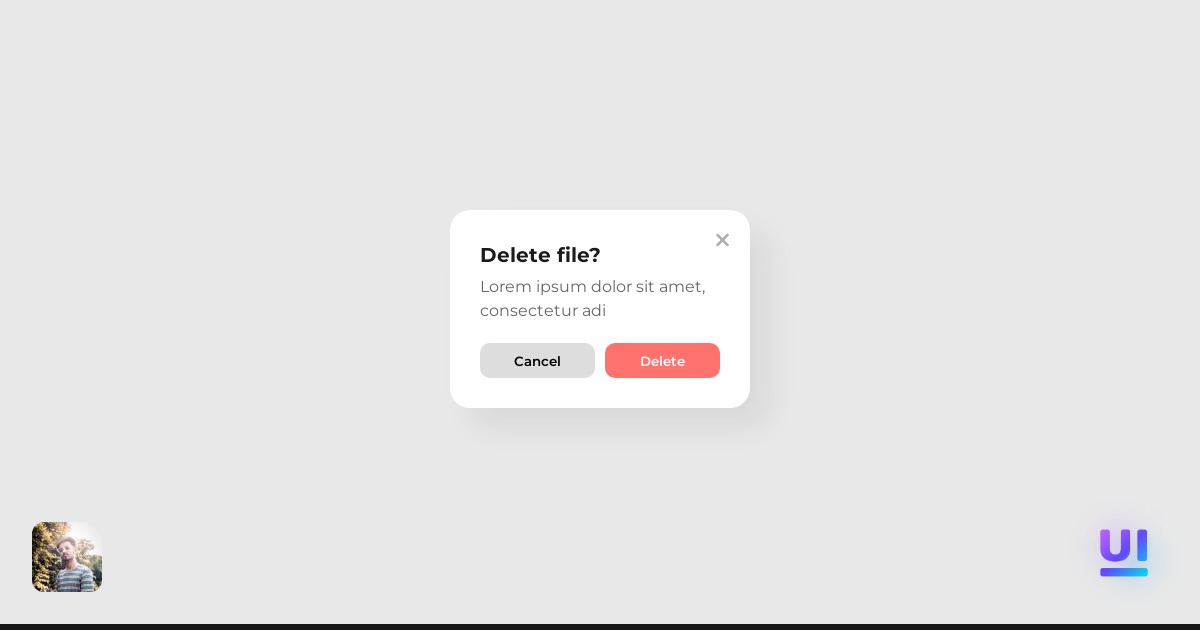 Delete file?
Lorem ipsum dolor sit amet,
consectetur adi
Cancel
Delete
UI